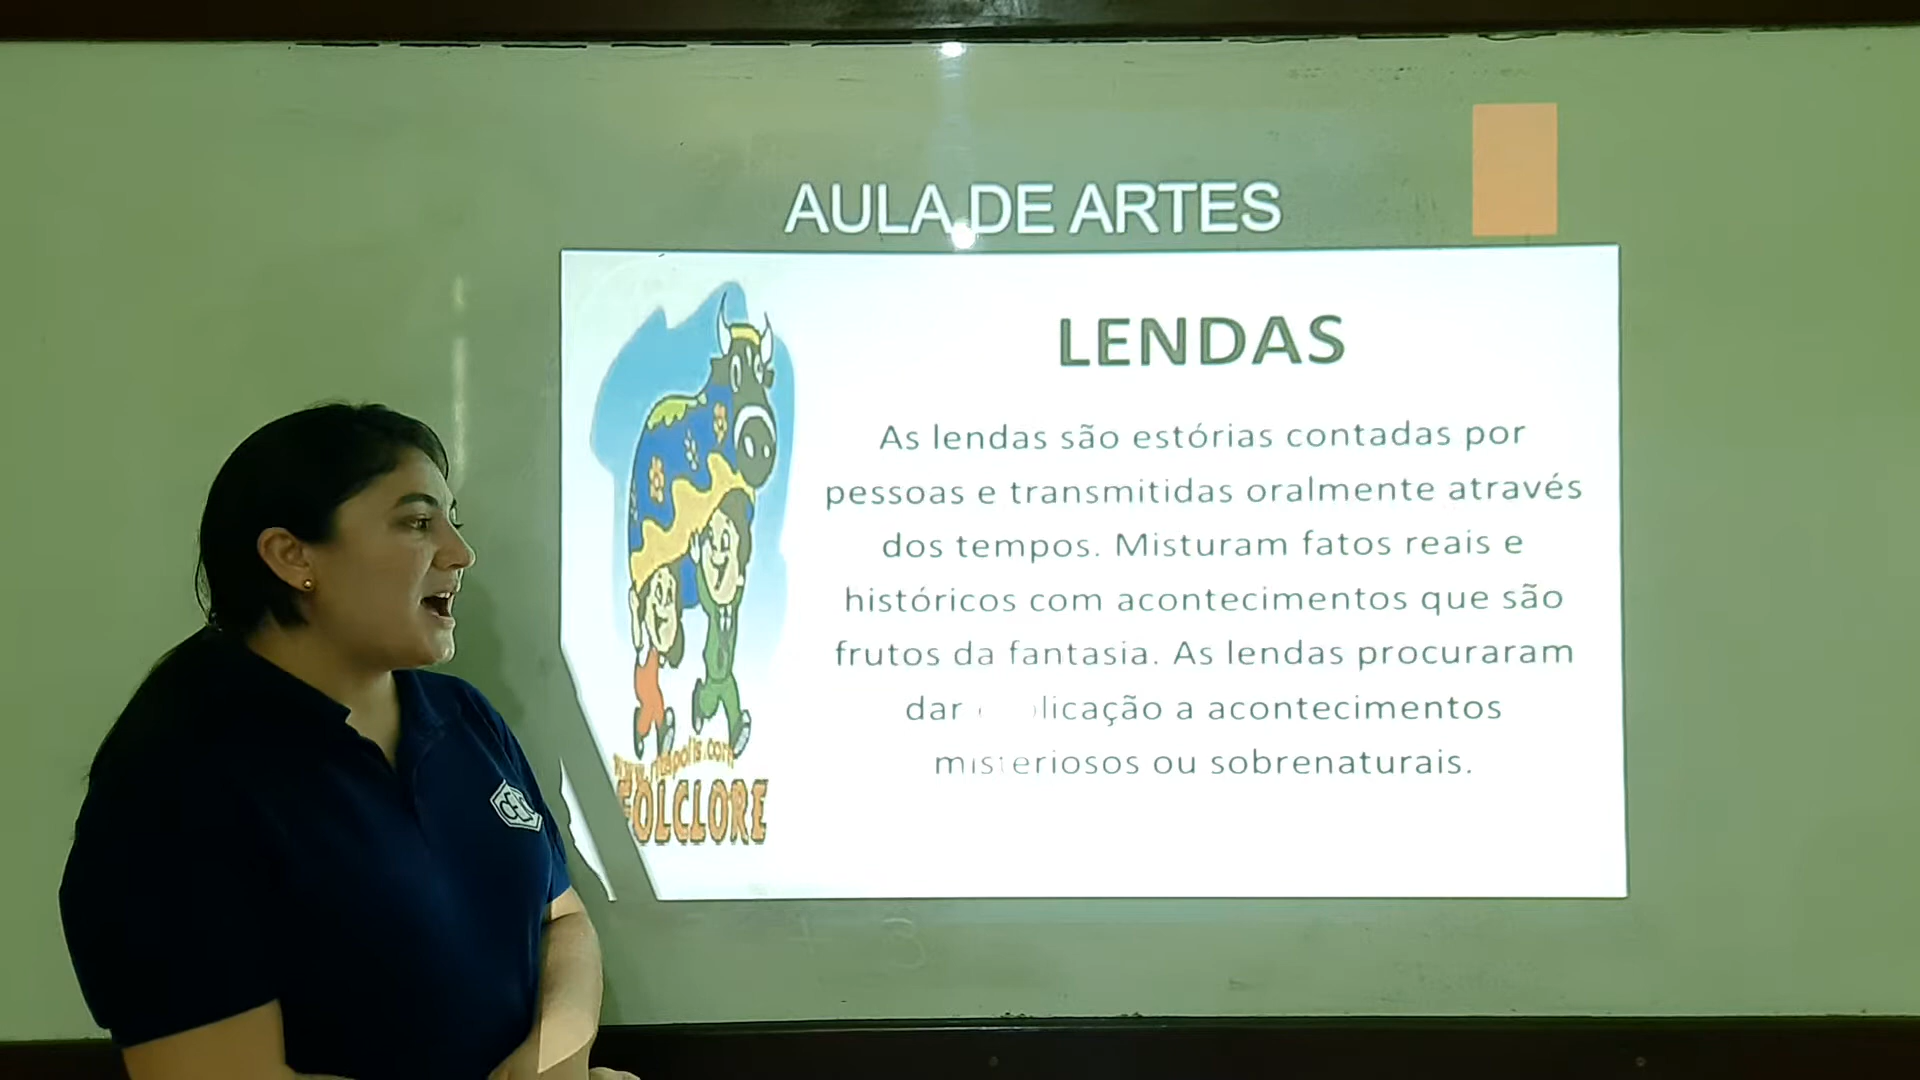 AULA DE ARTES
LENDAS
As lendas são estórias contadas por
pessoas e transmitidas oralmente através
dos tempos. Misturam fatos reais e
históricos com acontecimentos que são
frutos da fantasia. As lendas procuraram
dar a acontecimentos
misteriosos ou sobrenaturais.
FOLCLORE